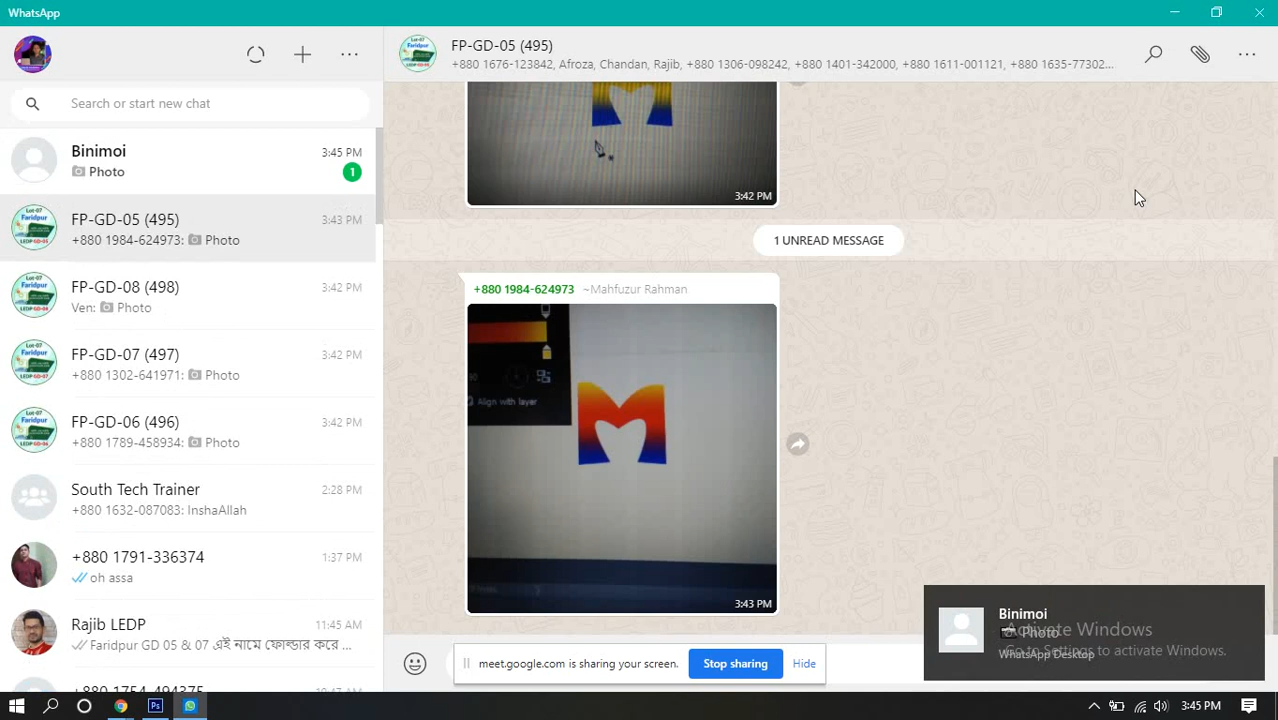 WhatsApp
FP-GD-05 (495)
+880 1676-123842, Afroza, Chandan, Rajib, +880 1306-098242, +880 1401-342000, +880 1611-001121, +880 1635-77302...
Search or start new chat
Binimoi
3:45 PM
Photo
1
FP-GD-05 (495)
3:43 PM
+880 1984-624973: Photo
FP-GD-08 (498)
3:42 PM
Ven: Photo
FP-GD-07 (497)
3:42 PM
+880 1302-641971: Photo
FP-GD-06 (496)
3:42 PM
+880 1789-458934: Photo
South Tech Trainer
2:28 PM
+880 1632-087083: InshaAllah
+880 1791-336374
1:37 PM
oh assa
Rajib LEDP
11:45 AM
Faridpur GD 05 & 07 এই নামে ফোল্ডার করে ...
3:42 PM
1 UNREAD MESSAGE
+880 1984-624973 ~Mahfuzur Rahman
Align with layer
3:43 PM
meet.google.com is sharing your screen.
Stop sharing
Hide
Binimoi
Photo
WhatsApp Desktop
Activate Windows
Go to Settings to activate Windows.
Ps
3:45 PM